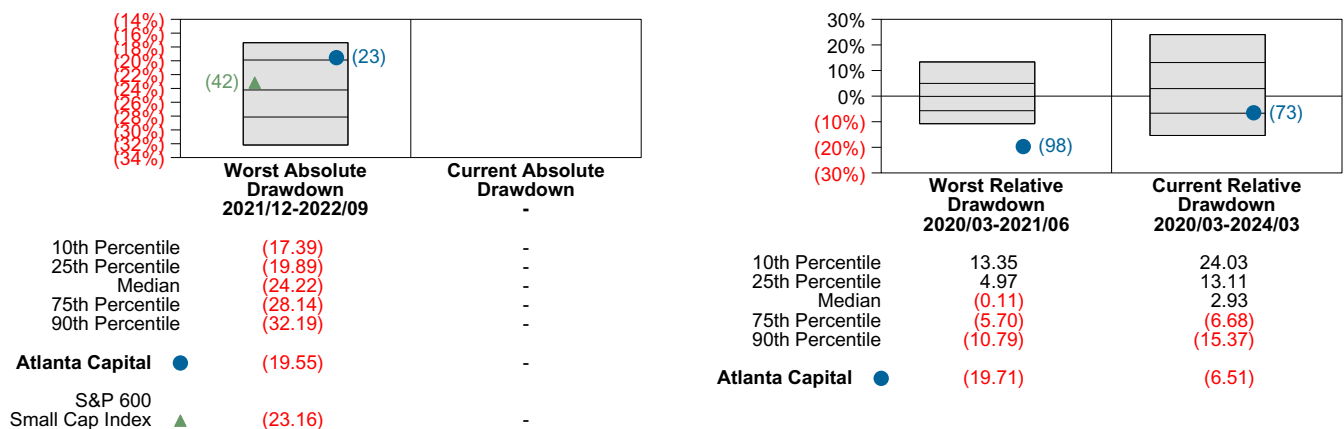 (14%)
(16%)
(18%)
(20%)
(22%)
(24%)
(26%)
(28%)
(30%)
(32%)
(34%)
(23)
(42)
Worst Absolute
Drawdown
2021/12-2022/09
Current Absolute
Drawdown
-
10th Percentile (17.39) -
25th Percentile (19.89) -
Median (24.22) -
75th Percentile (28.14) -
90th Percentile (32.19) -
Atlanta Capital (19.55) -
S&P 600
Small Cap Index (23.16) -
30%
20%
10%
0%
(10%)
(20%)
(30%)
(98)
(73)
Worst Relative
Drawdown
2020/03-2021/06
Current Relative
Drawdown
2020/03-2024/03
10th Percentile 13.35 24.03
25th Percentile 4.97 13.11
Median (0.11) 2.93
75th Percentile (5.70) (6.68)
90th Percentile (10.79) (15.37)
Atlanta Capital (19.71) (6.51)